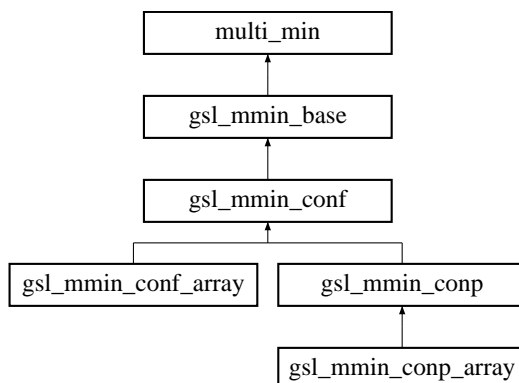 multi_min
gsl_mmin_base
gsl_mmin_conf
gsl_mmin_conf_array
gsl_mmin_conp
gsl_mmin_conp_array